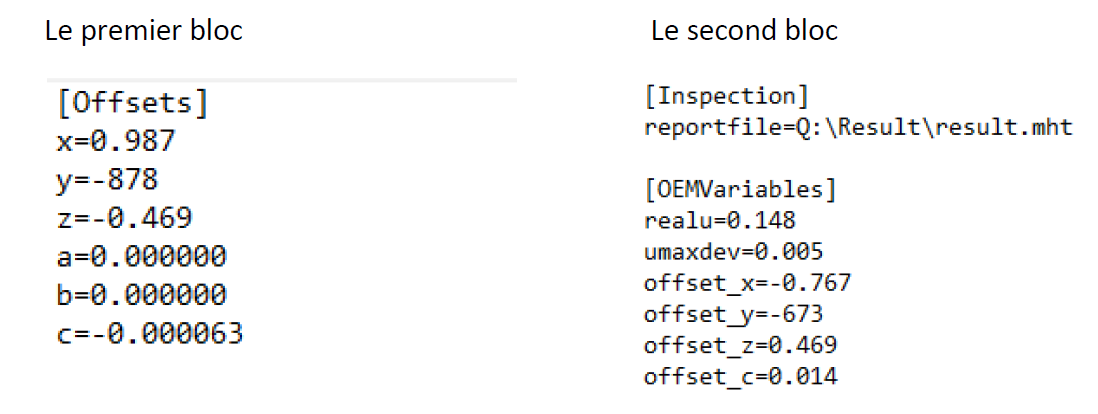 Le premier bloc
[Offsets]
x=0.987
y=-878
z=-0.469
a=0.000000
b=0.000000
c=-0.000063
Le second bloc
[Inspection]
reportfile=Q:\Result\result.mht
[OEMVariables]
realu=0.148
umaxdev=0.005
offset_x=-0.767
offset_y=-673
offset_z=0.469
offset_c=0.014